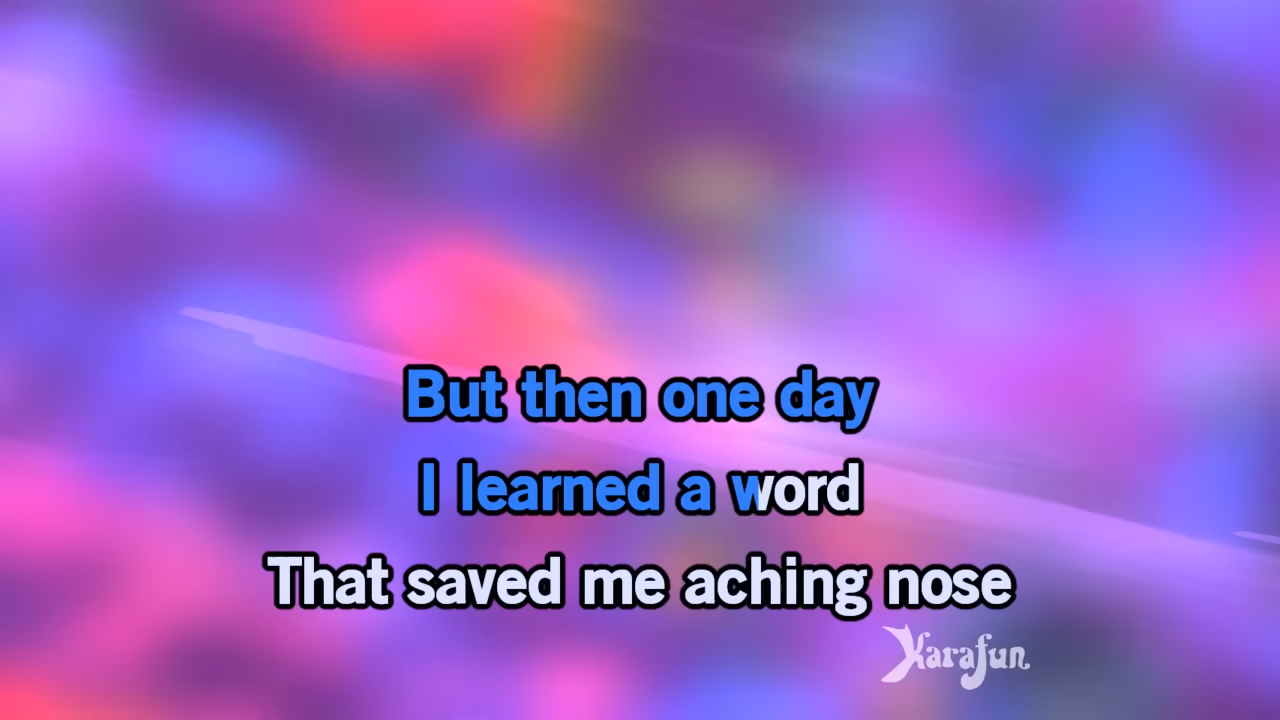 But then one day
I learned a word
That saved me aching nose
Karafun